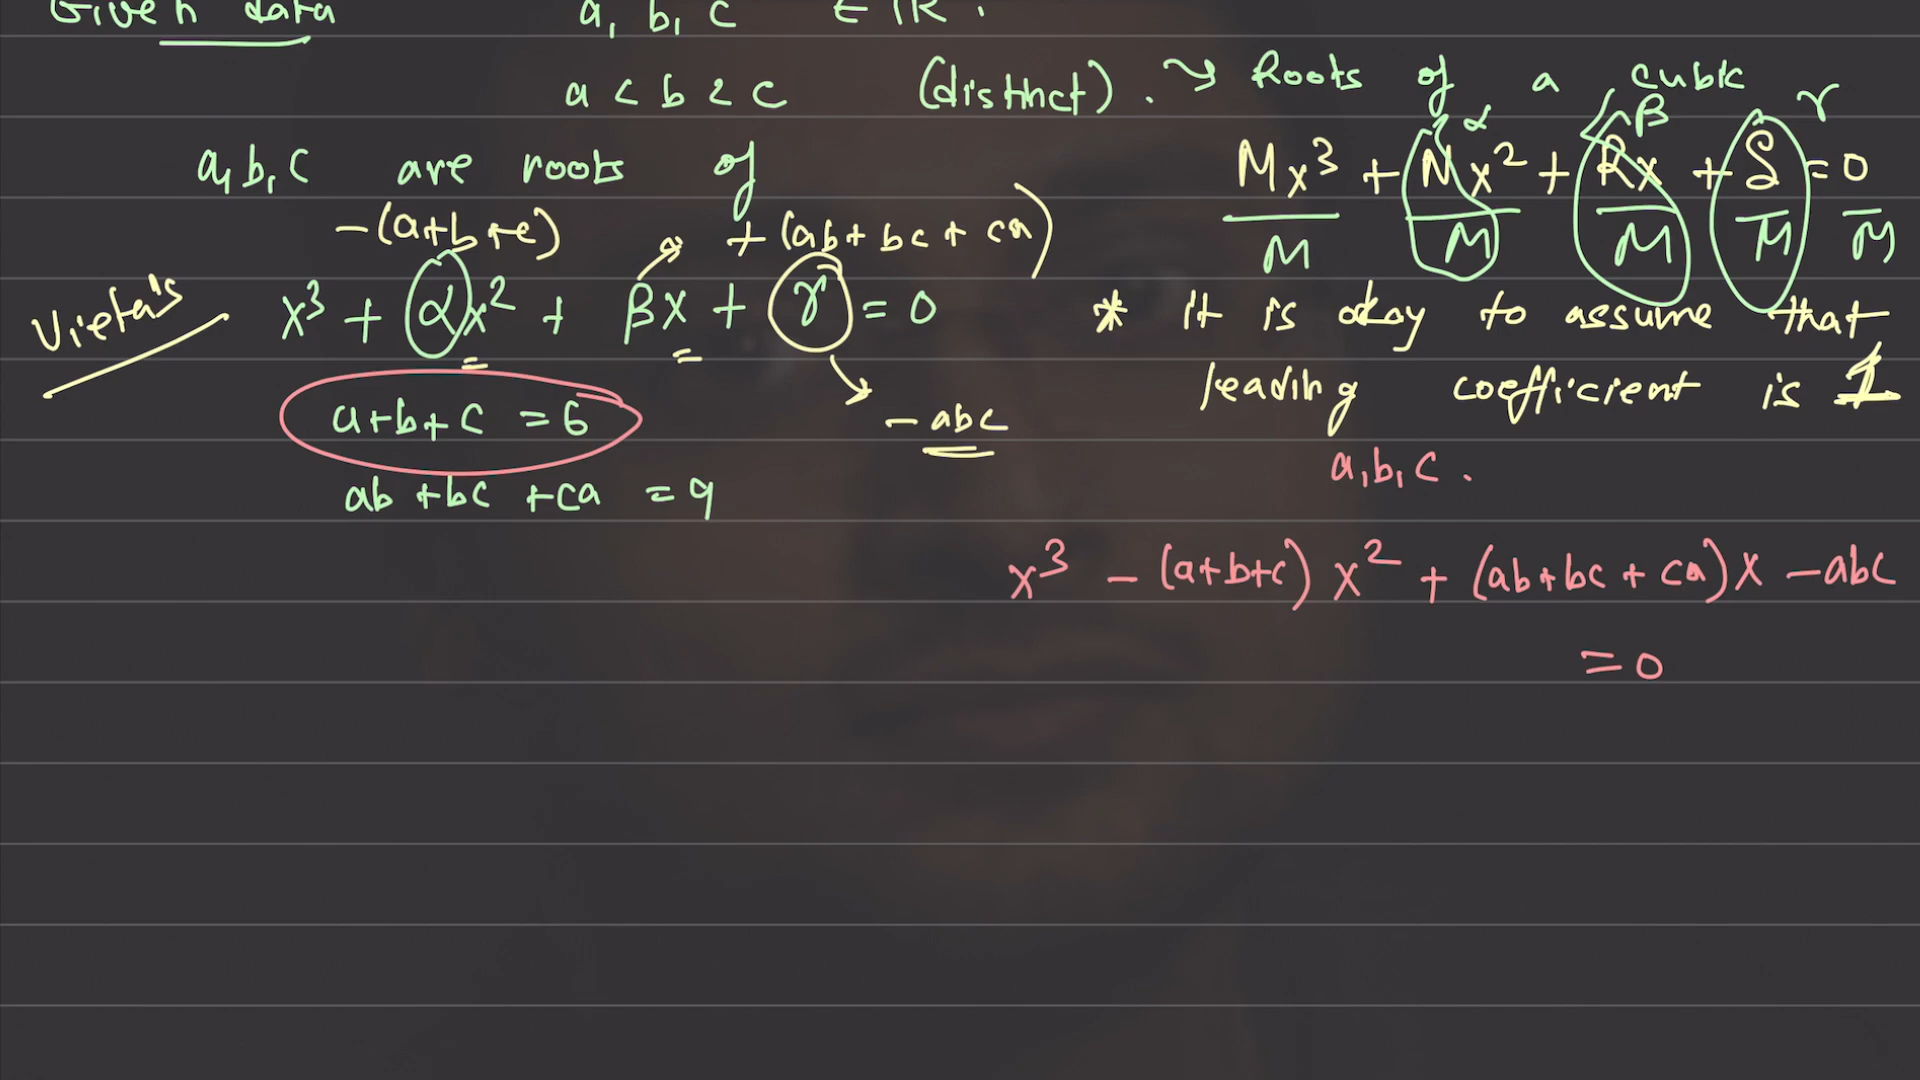 Given data a, b, c ∈ IR.
a < b < c (distinct). → Roots of a cubic
α β γ
a, b, c are roots of Mx³ + Nx² + Rx + S = 0
M M M M M
-(a+b+c) + (ab + bc + ca)
Vieta's x³ + αx² + βx + γ = 0 * it is okay to assume that
a+b+c = 6 - abc leading coefficient is 1
a, b, c.
ab + bc + ca = 9
x³ - (a+b+c) x² + (ab + bc + ca) x - abc
= 0